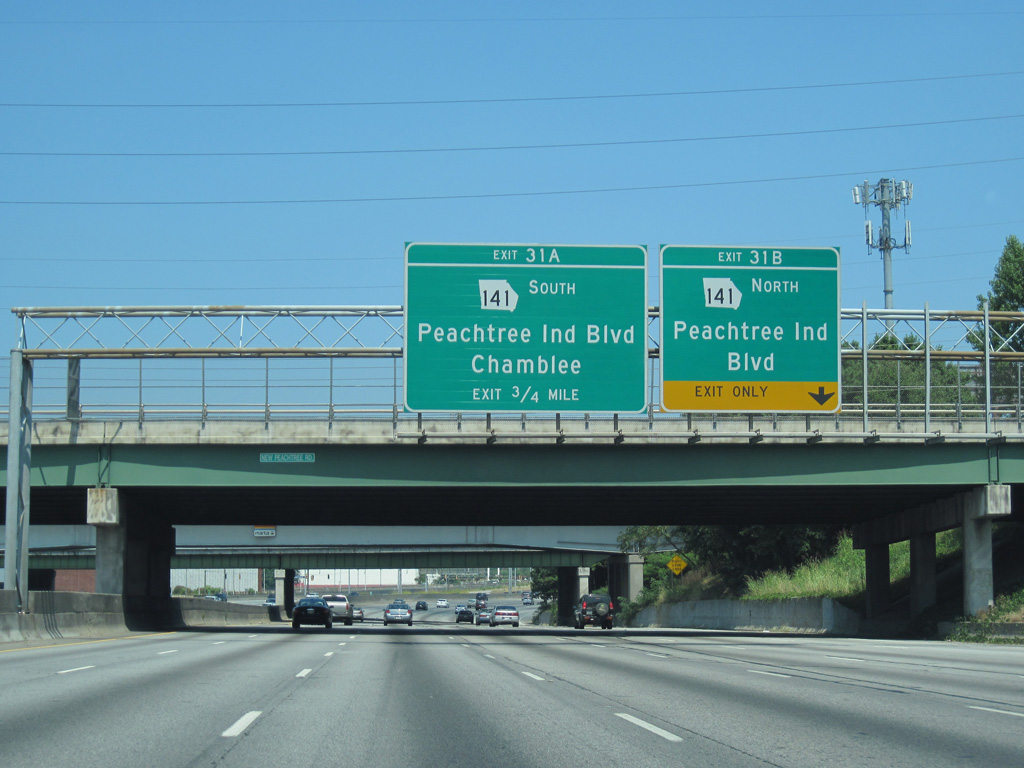 EXIT 31A
141 SOUTH
Peachtree Ind Blvd
Chamblee
EXIT 3/4 MILE
EXIT 31B
141 NORTH
Peachtree Ind
Blvd
EXIT ONLY
NEW PEACHTREE RD.